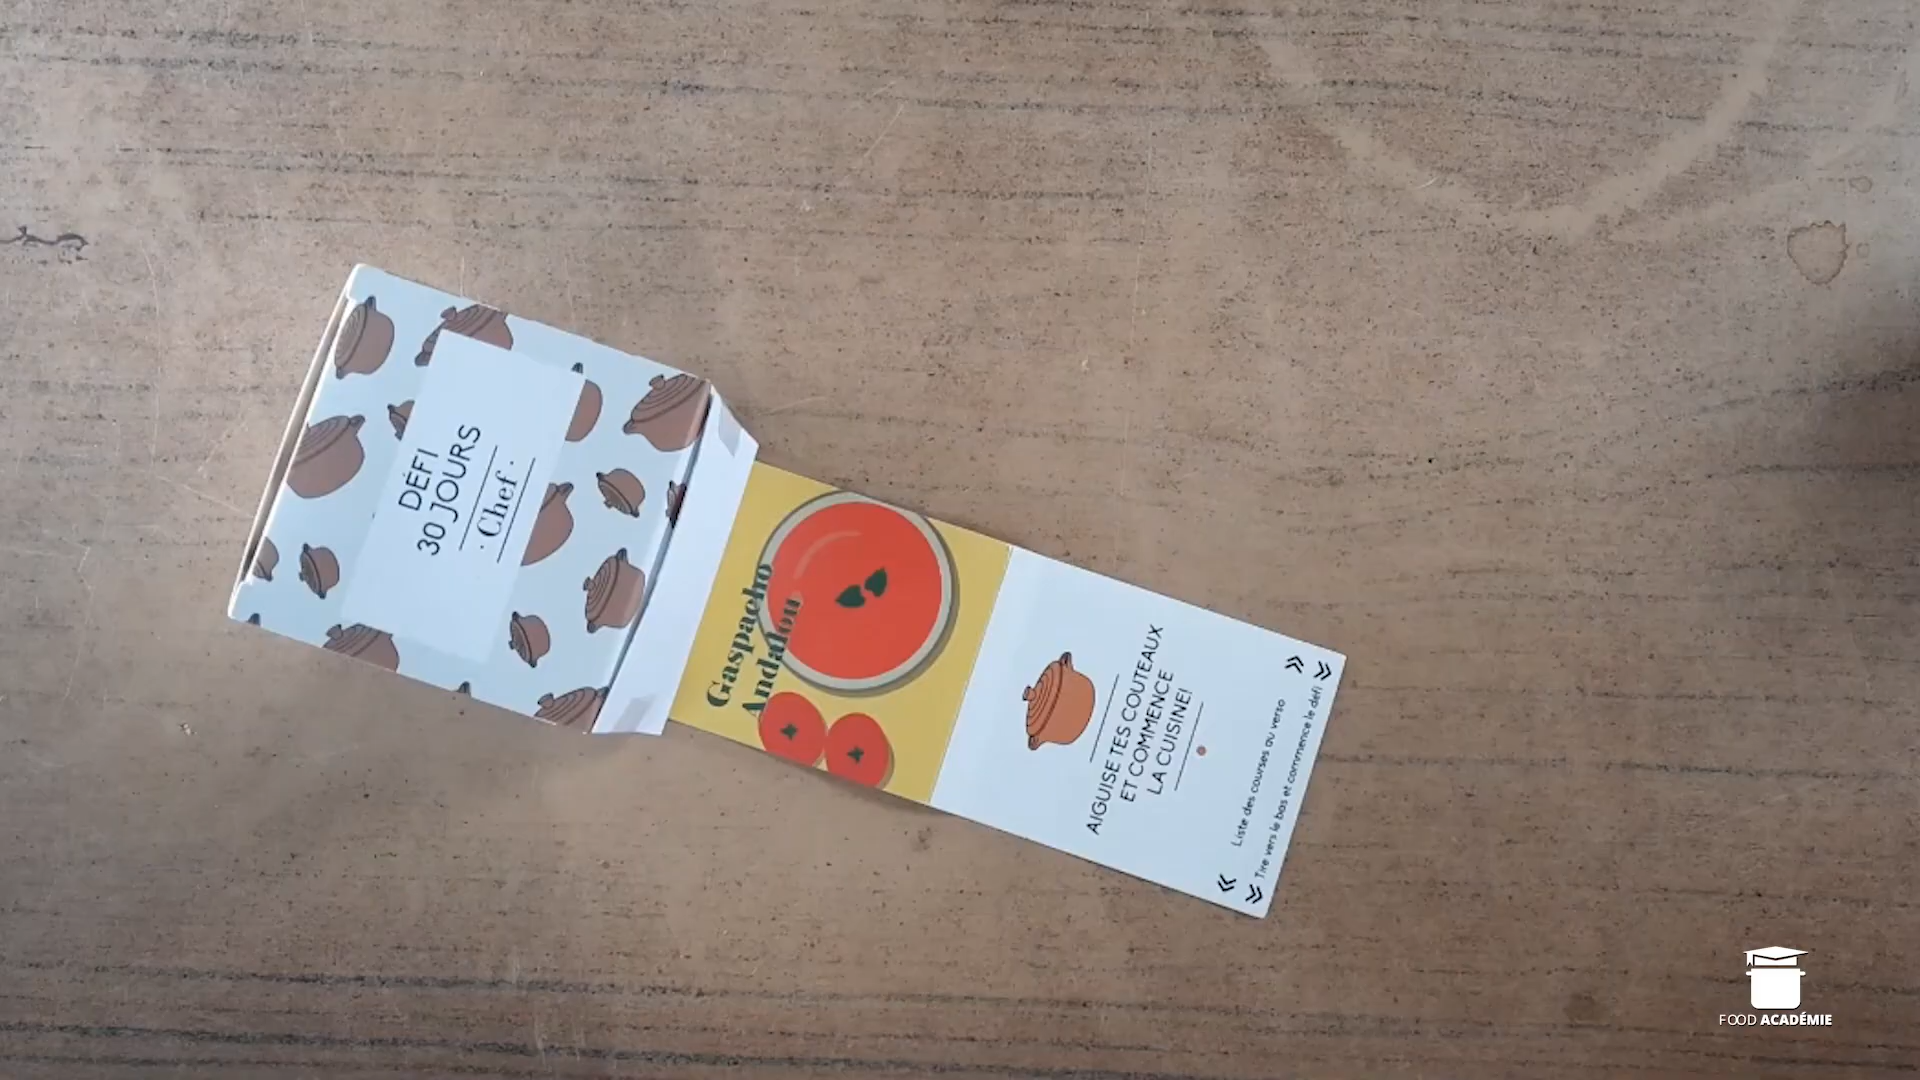 DÉFI
30 JOURS
· Chef ·
Gaspacho
Andalou
AIGUISE TES COUTEAUX
ET COMMENCE
LA CUISINE!
Liste des courses au verso
Tire vers le bas et commence le défi
FOOD ACADÉMIE